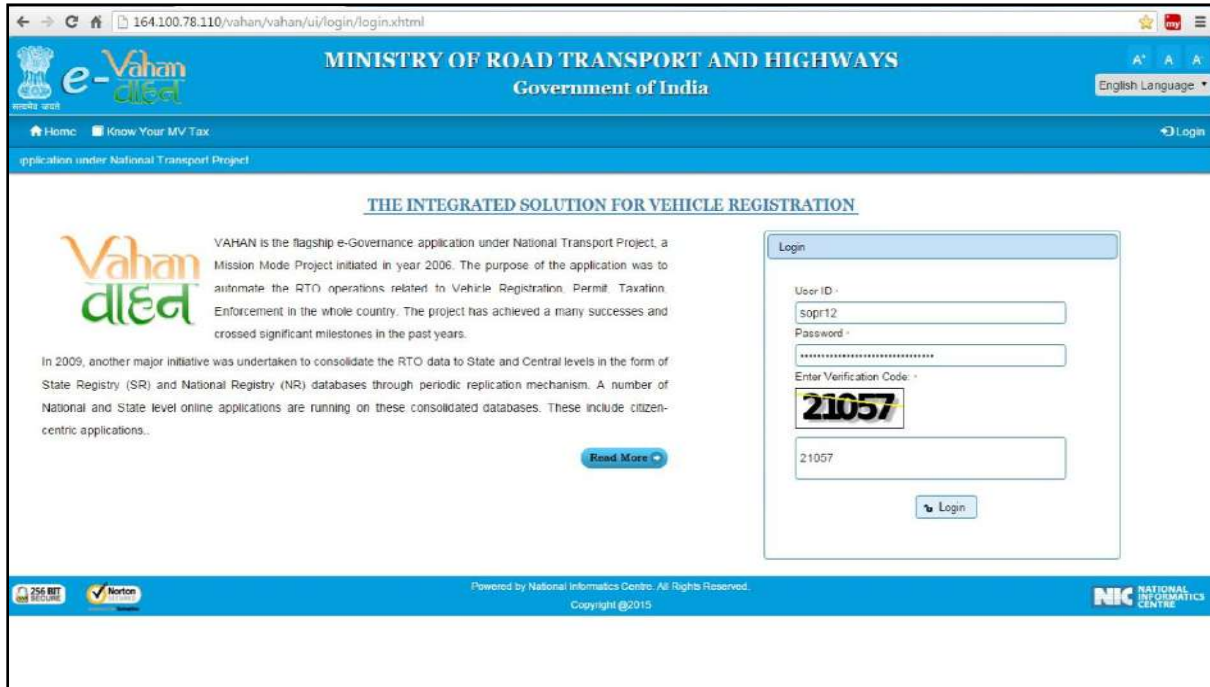 164.100.78.110/vahan/vahan/ui/login/login.xhtml
my
सत्यमेव जयते
e-Vahan
वाहन
MINISTRY OF ROAD TRANSPORT AND HIGHWAYS
Government of India
A+ A A-
English Language
Home Know Your MV Tax
Login
application under National Transport Project
THE INTEGRATED SOLUTION FOR VEHICLE REGISTRATION
Vahan
वाहन
VAHAN is the flagship e-Governance application under National Transport Project, a
Mission Mode Project initiated in year 2006. The purpose of the application was to
automate the RTO operations related to Vehicle Registration, Permit, Taxation,
Enforcement in the whole country. The project has achieved a many successes and
crossed significant milestones in the past years.
In 2009, another major initiative was undertaken to consolidate the RTO data to State and Central levels in the form of
State Registry (SR) and National Registry (NR) databases through periodic replication mechanism. A number of
National and State level online applications are running on these consolidated databases. These include citizen-
centric applications..
Read More
Login
User ID
sopr12
Password
Enter Verification Code:
21057
21057
Login
256 BIT
SECURE
Norton
SECURED
Powered by National Informatics Centre. All Rights Reserved.
Copyright @2015
NIC NATIONAL
INFORMATICS
CENTRE